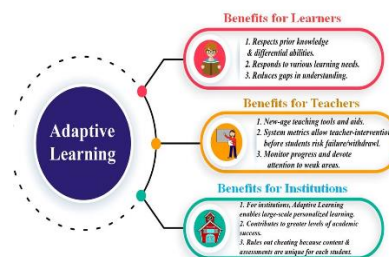 Benefits for Learners
1. Respects prior knowledge
& differential abilities.
2. Responds to various learning needs.
3. Reduces gaps in understanding.
Adaptive
Learning
Benefits for Teachers
1. New-age teaching tools and aids.
2. System metrics allow teacher-intervention
before students risk failure/withdrawl.
3. Monitor progress and devote
attention to weak areas.
Benefits for Institutions
1. For institutions, Adaptive Learning
enables large-scale personalized learning.
2. Contributes to greater levels of academic
success.
3. Rules out cheating because content &
assessments are unique for each student.